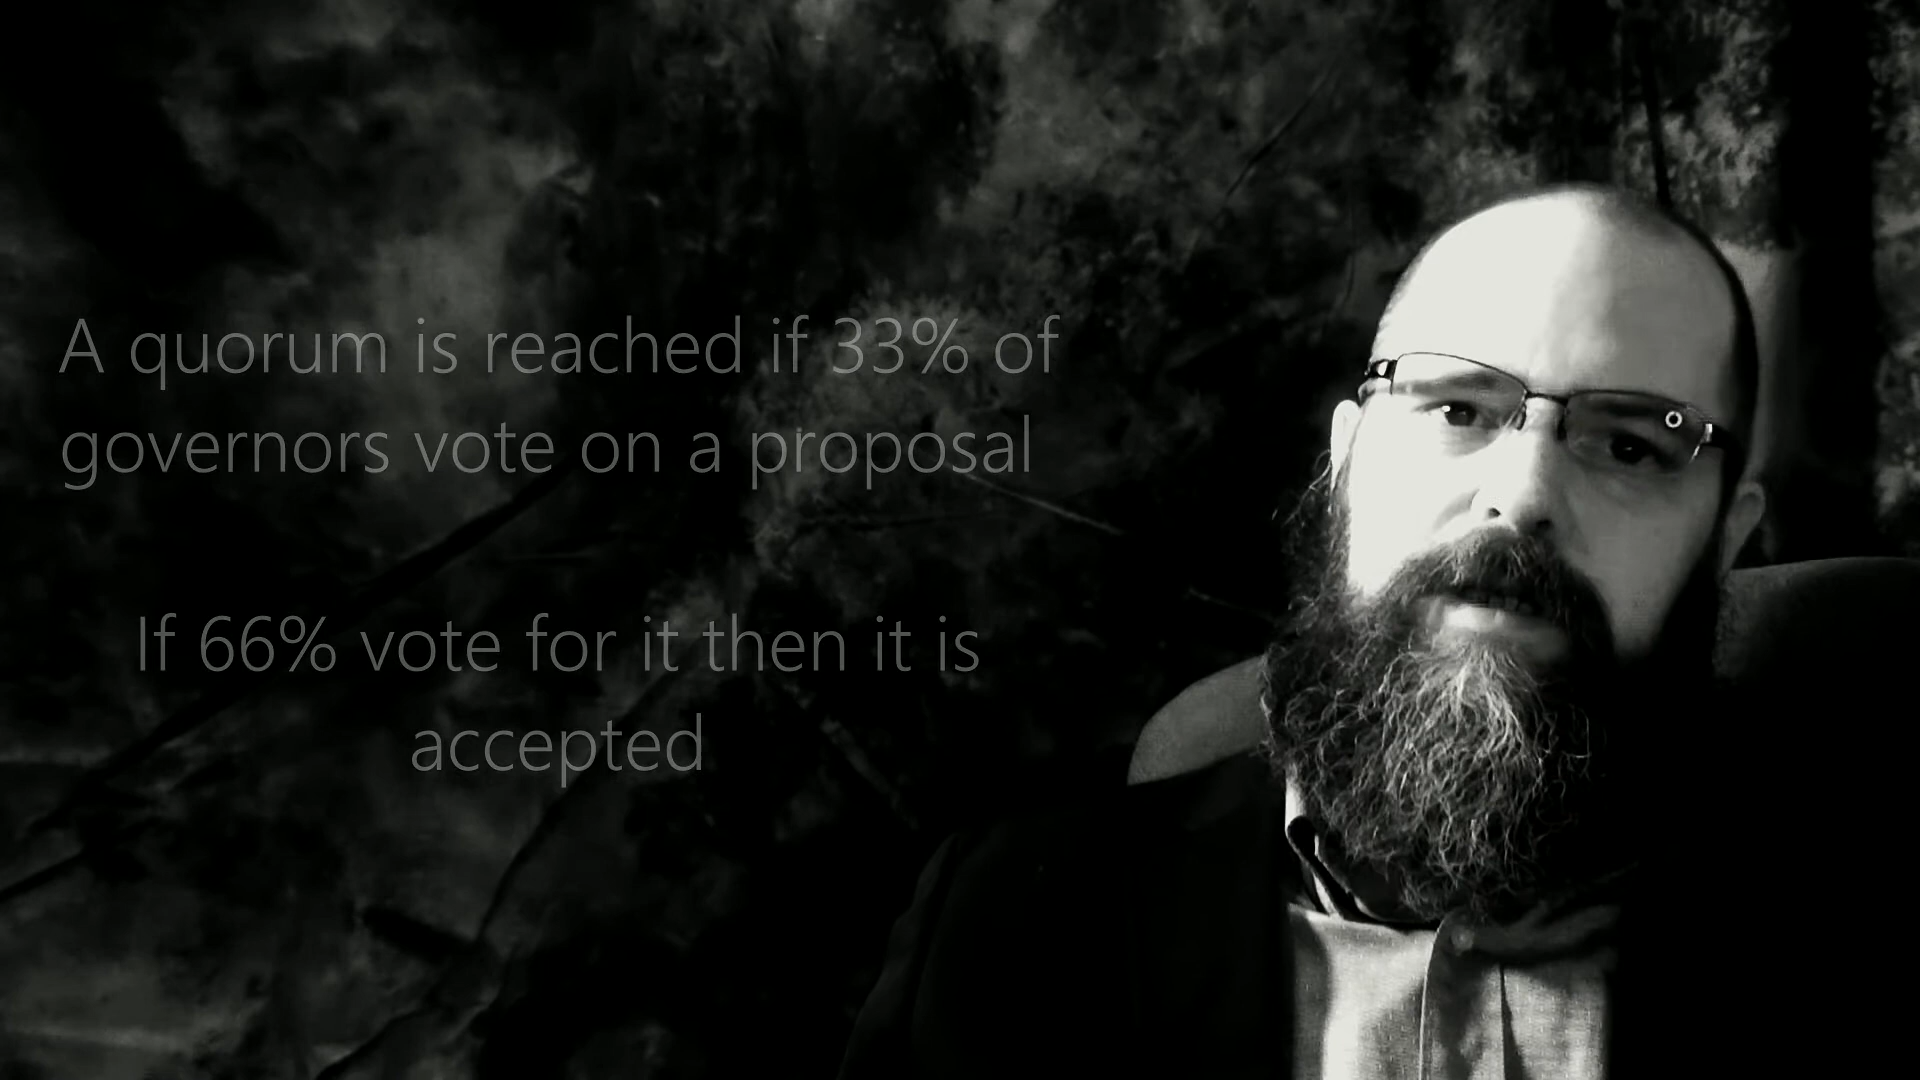 A quorum is reached if 33% of
governors vote on a proposal
If 66% vote for it then it is
accepted